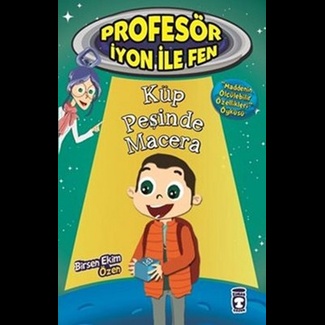 PROFESÖR
İYON İLE FEN
Maddenin
Ölçülebilir
Özellikleri
Öyküsü
Küp
Peşinde
Macera
Birsen Ekim
Özen